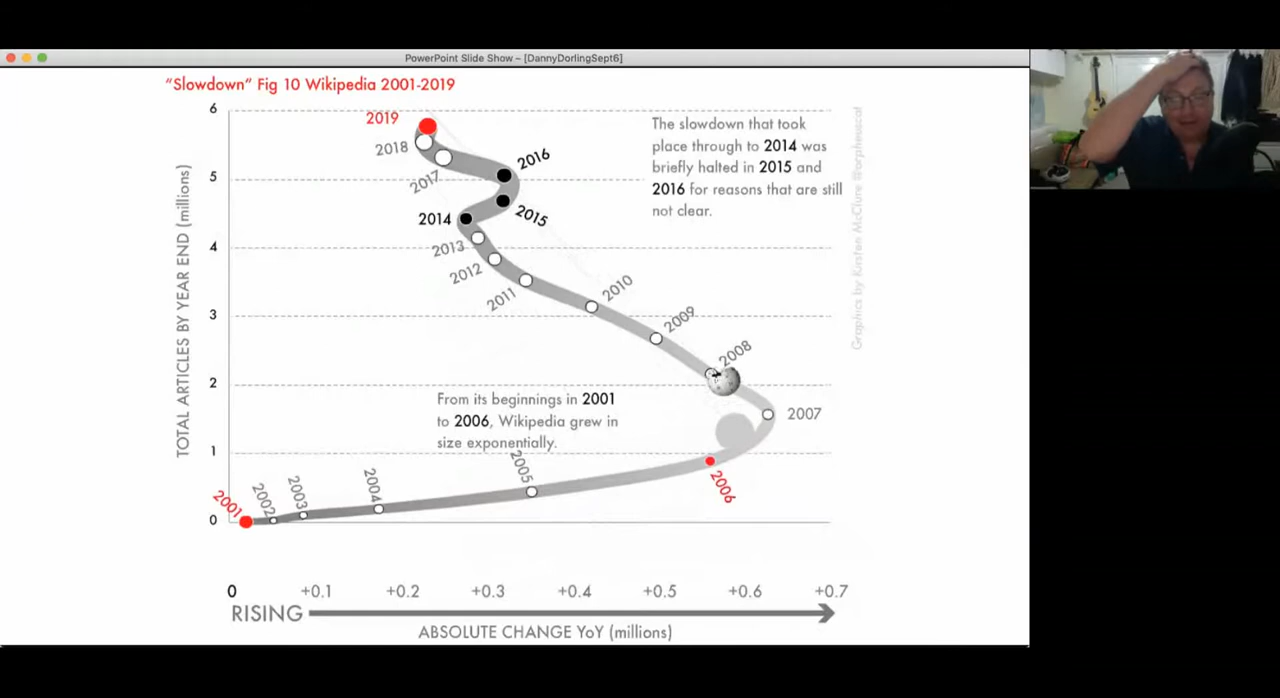 PowerPoint Slide Show – [DannyDorlingSept6]
“Slowdown” Fig 10 Wikipedia 2001-2019
TOTAL ARTICLES BY YEAR END (millions)
6
5
4
3
2
1
0
2019
2018
2017
2016
2015
2014
2013
2012
2011
2010
2009
2008
2007
2006
2005
2004
2003
2002
2001
The slowdown that took
place through to 2014 was
briefly halted in 2015 and
2016 for reasons that are still
not clear.
From its beginnings in 2001
to 2006, Wikipedia grew in
size exponentially.
Graphics by Kirsten McClure @orpheuscat
0
+0.1
+0.2
+0.3
+0.4
+0.5
+0.6
+0.7
RISING
ABSOLUTE CHANGE YoY (millions)